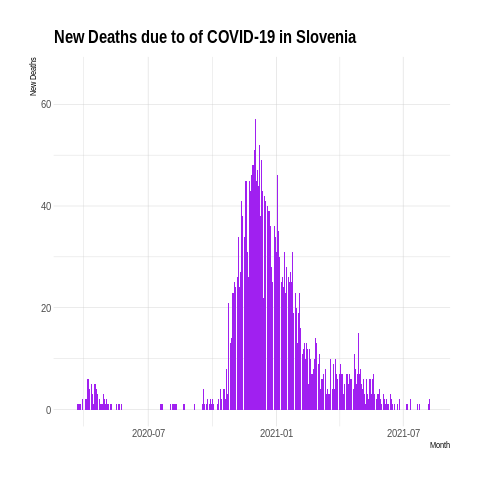 New Deaths due to of COVID-19 in Slovenia
New Deaths
60
40
20
0
2020-07
2021-01
2021-07
Month